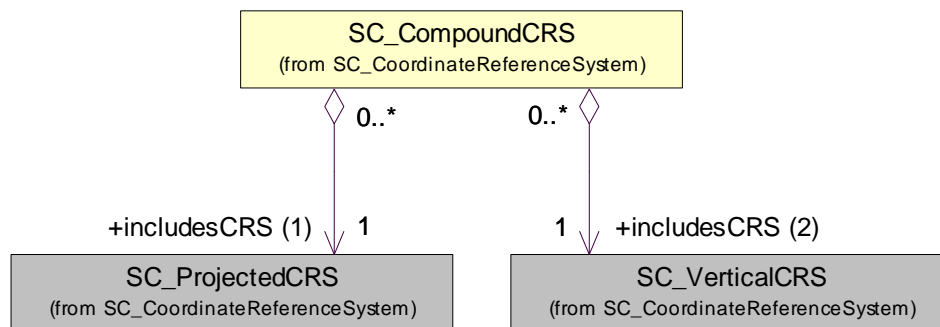 SC_CompoundCRS
(from SC_CoordinateReferenceSystem)
0..*
0..*
+includesCRS (1)
1
1
+includesCRS (2)
SC_ProjectedCRS
(from SC_CoordinateReferenceSystem)
SC_VerticalCRS
(from SC_CoordinateReferenceSystem)